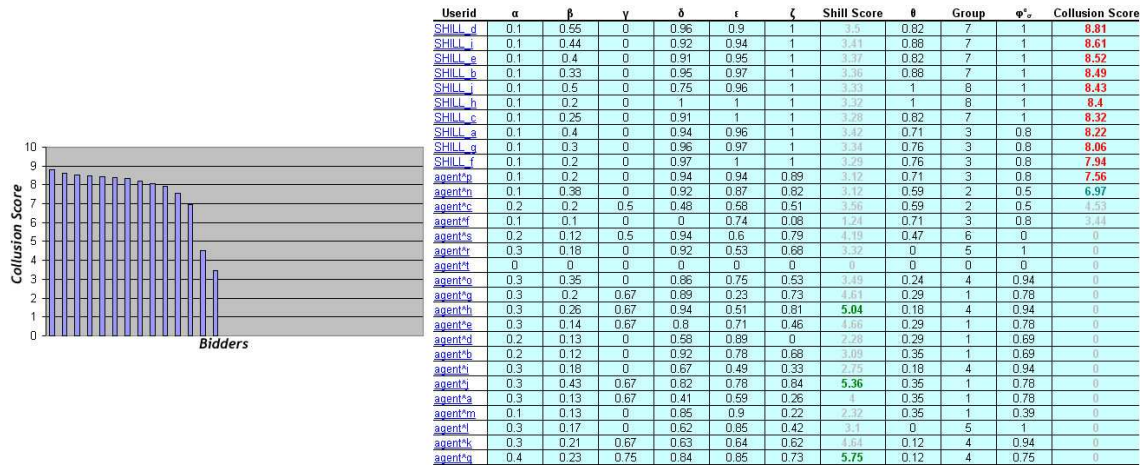 Collusion Score
10
9
8
7
6
5
4
3
2
1
0
Bidders
Userid α β γ δ ε ζ Shill Score θ Group φ*σ Collusion Score
SHILL_d 0.1 0.55 0 0.96 0.9 1 3.5 0.82 7 1 8.81
SHILL_i 0.1 0.44 0 0.92 0.94 1 3.41 0.88 7 1 8.61
SHILL_e 0.1 0.4 0 0.91 0.95 1 3.37 0.82 7 1 8.52
SHILL_b 0.1 0.33 0 0.95 0.97 1 3.36 0.88 7 1 8.49
SHILL_j 0.1 0.5 0 0.75 0.96 1 3.33 1 8 1 8.43
SHILL_h 0.1 0.2 0 1 1 1 3.32 1 8 1 8.4
SHILL_c 0.1 0.25 0 0.91 1 1 3.28 0.82 7 1 8.32
SHILL_a 0.1 0.4 0 0.94 0.96 1 3.42 0.71 3 0.8 8.22
SHILL_g 0.1 0.3 0 0.96 0.97 1 3.34 0.76 3 0.8 8.06
SHILL_f 0.1 0.2 0 0.97 1 1 3.29 0.76 3 0.8 7.94
agent^p 0.1 0.2 0 0.94 0.94 0.89 3.12 0.71 3 0.8 7.56
agent^n 0.1 0.38 0 0.92 0.87 0.82 3.12 0.59 2 0.5 6.97
agent^c 0.2 0.2 0.5 0.48 0.58 0.51 3.56 0.59 2 0.5 4.53
agent^f 0.1 0.1 0 0 0.74 0.08 1.24 0.71 3 0.8 3.44
agent^s 0.2 0.12 0.5 0.94 0.6 0.79 4.19 0.47 6 0 0
agent^r 0.3 0.18 0 0.92 0.53 0.68 3.32 0 5 1 0
agent^t 0 0 0 0 0 0 0 0 0 0 0
agent^o 0.3 0.35 0 0.86 0.75 0.53 3.49 0.24 4 0.94 0
agent^g 0.3 0.2 0.67 0.89 0.23 0.73 4.61 0.29 1 0.78 0
agent^h 0.3 0.26 0.67 0.94 0.51 0.81 5.04 0.18 4 0.94 0
agent^e 0.3 0.14 0.67 0.8 0.71 0.46 4.66 0.29 1 0.78 0
agent^d 0.2 0.13 0 0.58 0.89 0 2.28 0.29 1 0.69 0
agent^b 0.2 0.12 0 0.92 0.78 0.68 3.09 0.35 1 0.69 0
agent^i 0.3 0.18 0 0.67 0.49 0.33 2.75 0.18 4 0.94 0
agent^j 0.3 0.43 0.67 0.82 0.78 0.84 5.36 0.35 1 0.78 0
agent^a 0.3 0.13 0.67 0.41 0.59 0.26 4 0.35 1 0.78 0
agent^m 0.1 0.13 0 0.85 0.9 0.22 2.32 0.35 1 0.39 0
agent^l 0.3 0.17 0 0.62 0.85 0.42 3.1 0 5 1 0
agent^k 0.3 0.21 0.67 0.63 0.64 0.62 4.64 0.12 4 0.94 0
agent^q 0.4 0.23 0.75 0.84 0.85 0.73 5.75 0.12 4 0.75 0